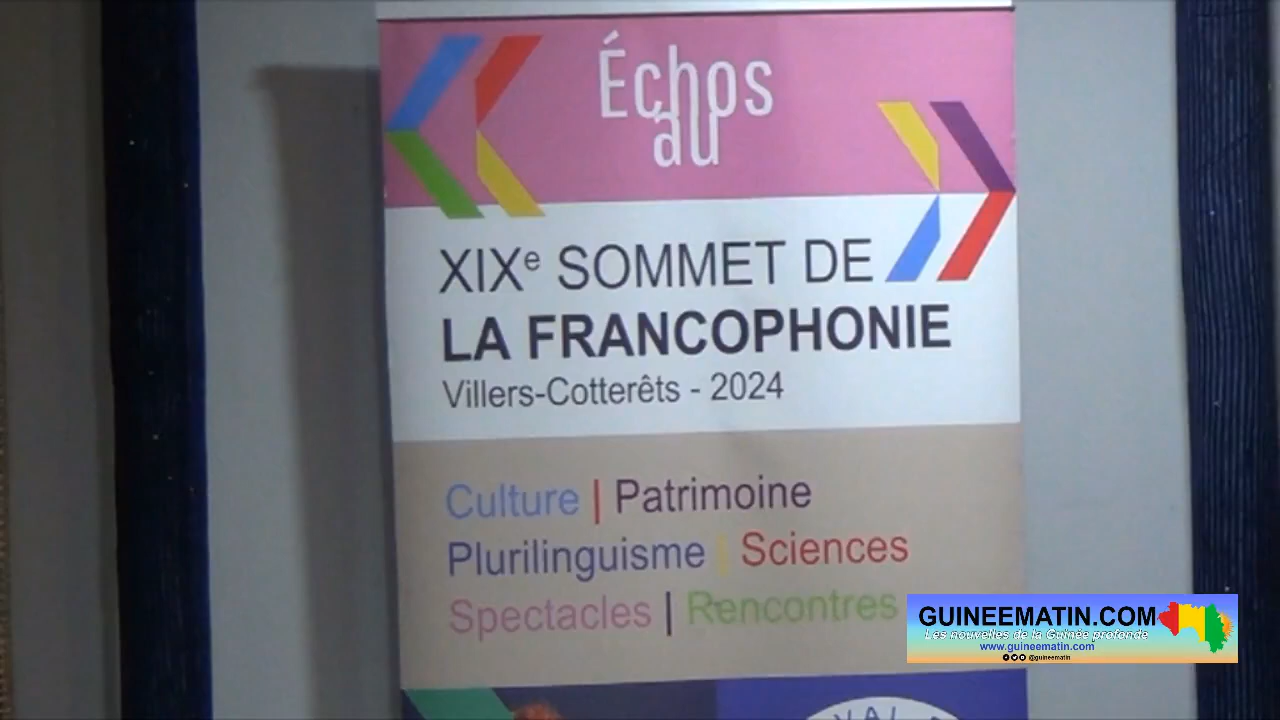 Échos
au
XIXe SOMMET DE
LA FRANCOPHONIE
Villers-Cotterêts - 2024
Culture | Patrimoine
Plurilinguisme | Sciences
Spectacles | Rencontres
GUINEEMATIN.COM
Les nouvelles de la Guinée profonde
www.guineematin.com
@guineematin